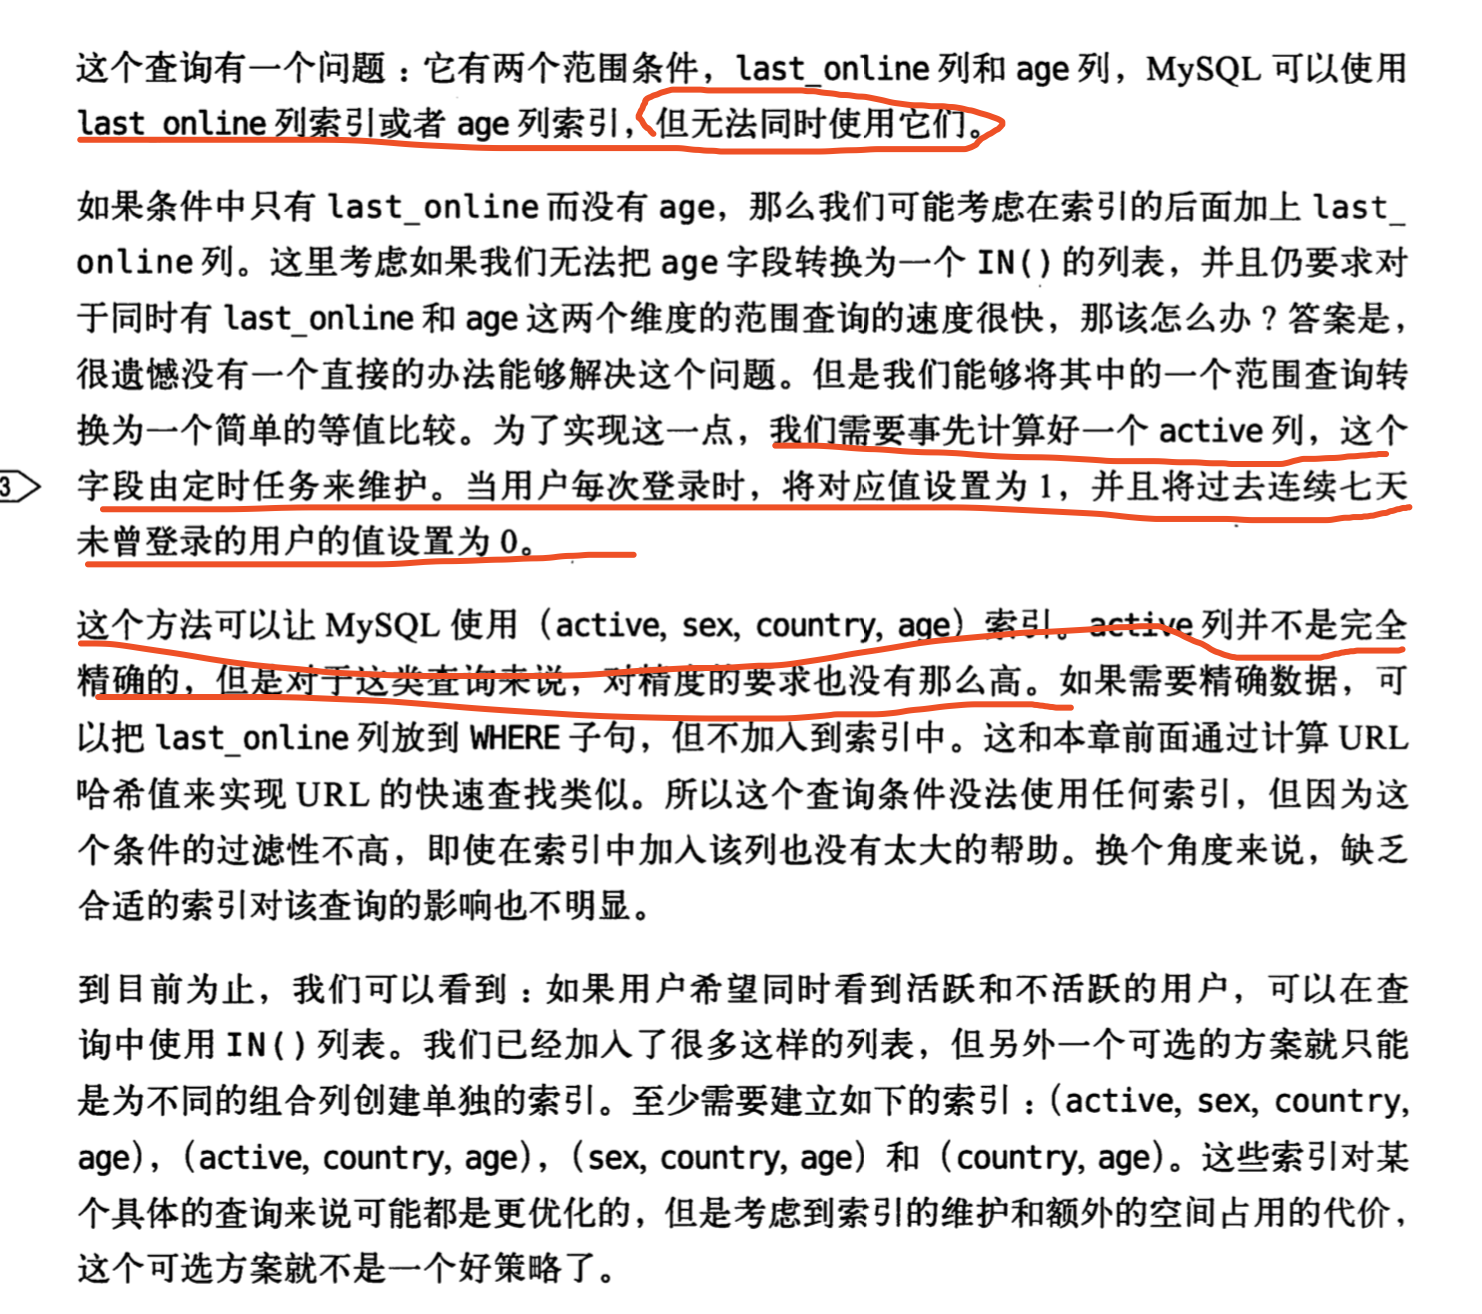 这个查询有一个问题：它有两个范围条件，last_online 列和 age 列，MySQL 可以使用
last_online 列索引或者 age 列索引，但无法同时使用它们。
如果条件中只有 last_online 而没有 age，那么我们可能考虑在索引的后面加上 last_
online 列。这里考虑如果我们无法把 age 字段转换为一个 IN() 的列表，并且仍要求对
于同时有 last_online 和 age 这两个维度的范围查询的速度很快，那该怎么办？答案是，
很遗憾没有一个直接的办法能够解决这个问题。但是我们能够将其中的一个范围查询转
换为一个简单的等值比较。为了实现这一点，我们需要事先计算好一个 active 列，这个
3 字段由定时任务来维护。当用户每次登录时，将对应值设置为 1，并且将过去连续七天
未曾登录的用户的值设置为 0。
这个方法可以让 MySQL 使用（active, sex, country, age）索引。active 列并不是完全
精确的，但是对于这类查询来说，对精度的要求也没有那么高。如果需要精确数据，可
以把 last_online 列放到 WHERE 子句，但不加入到索引中。这和本章前面通过计算 URL
哈希值来实现 URL 的快速查找类似。所以这个查询条件没法使用任何索引，但因为这
个条件的过滤性不高，即使在索引中加入该列也没有太大的帮助。换个角度来说，缺乏
合适的索引对该查询的影响也不明显。
到目前为止，我们可以看到：如果用户希望同时看到活跃和不活跃的用户，可以在查
询中使用 IN() 列表。我们已经加入了很多这样的列表，但另外一个可选的方案就只能
是为不同的组合列创建单独的索引。至少需要建立如下的索引：（active, sex, country,
age），（active, country, age），（sex, country, age）和（country, age）。这些索引对某
个具体的查询来说可能都是更优化的，但是考虑到索引的维护和额外的空间占用的代价，
这个可选方案就不是一个好策略了。